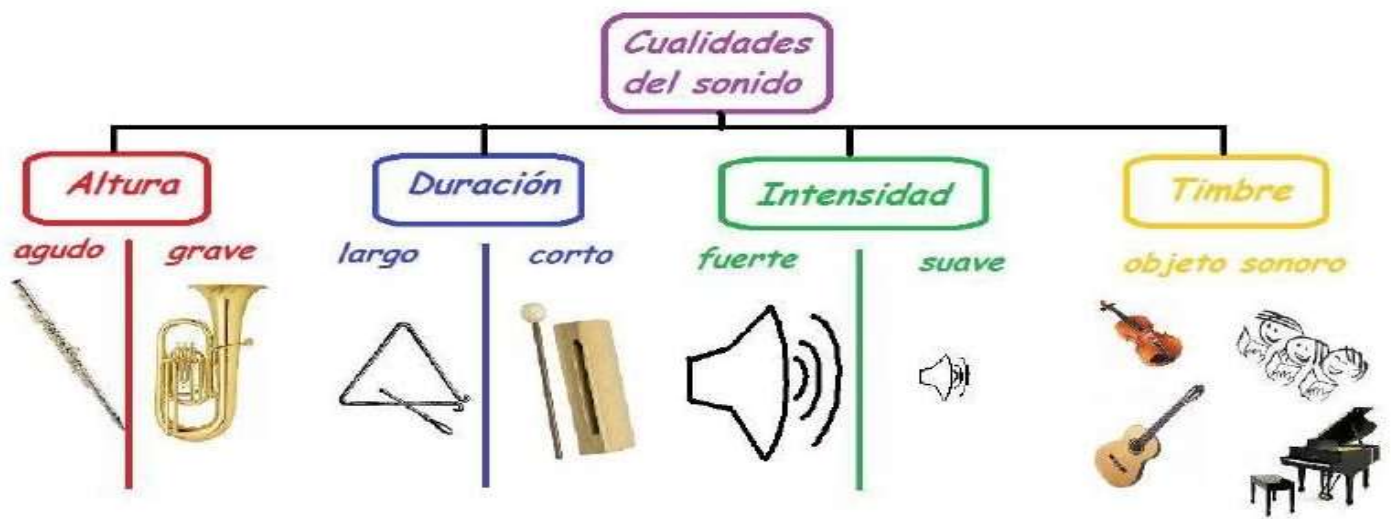 Cualidades
del sonido
Altura
Duración
Intensidad
Timbre
agudo
grave
largo
corto
fuerte
suave
objeto sonoro